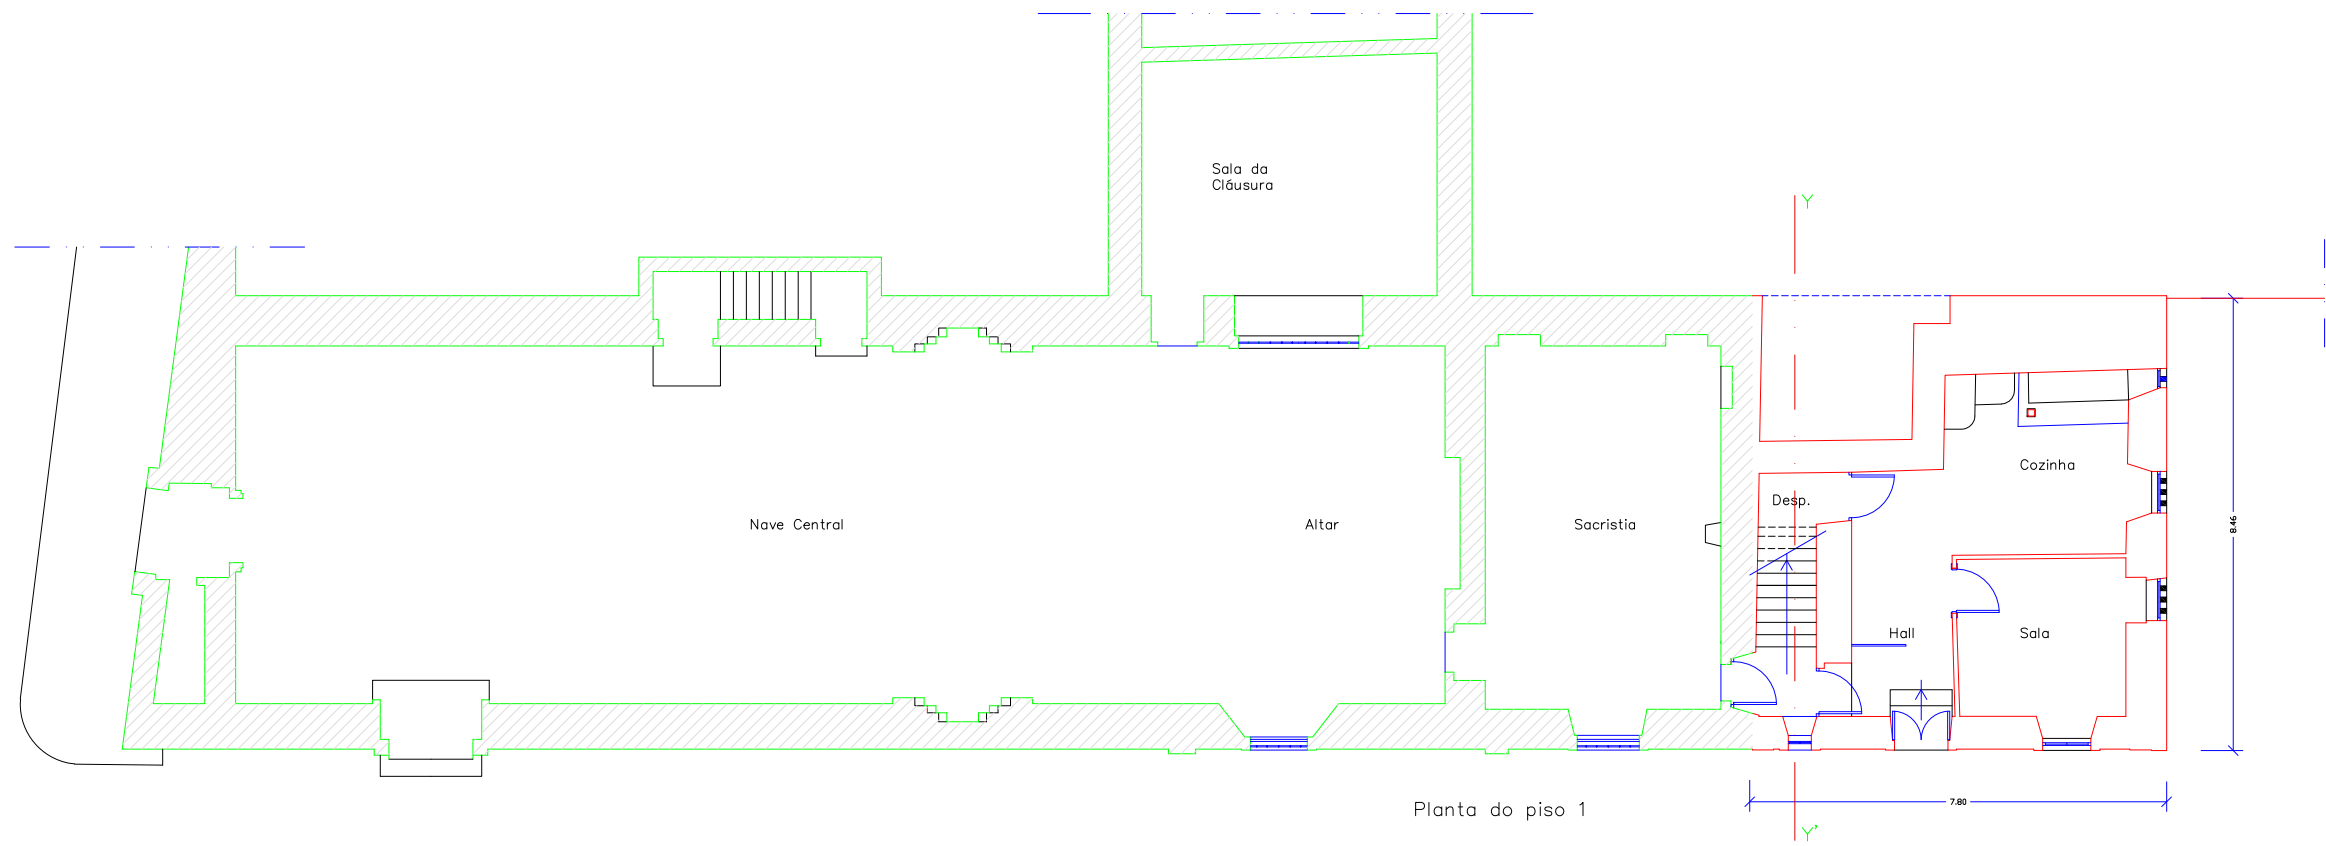 Sala da
Cláusura
Y
Cozinha
Desp.
Nave Central
Altar
Sacristia
8.46
Hall
Sala
7.80
Planta do piso 1
Y'